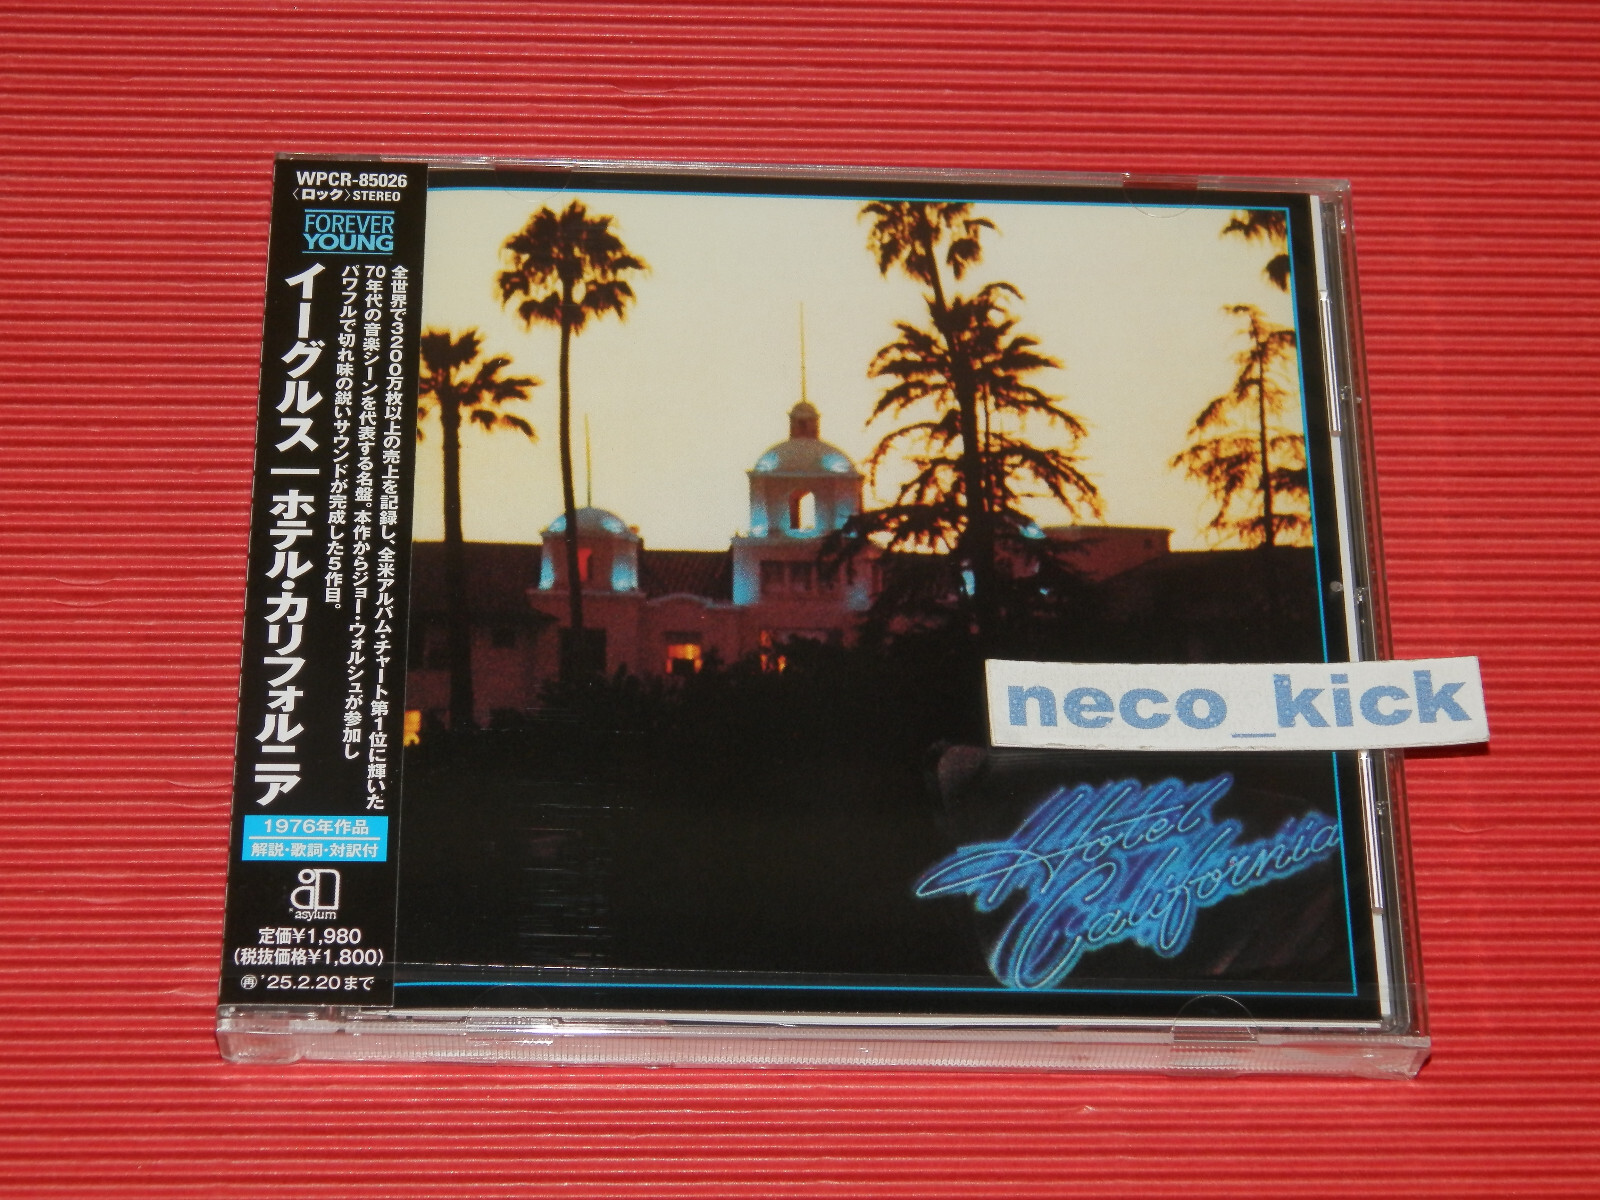 WPCR-85026
〈ロック〉STEREO
FOREVER
YOUNG
全世界で3200万枚以上の売上を記録し、全米アルバム・チャート第1位に輝いた
70年代の音楽シーンを代表する名盤。本作からジョー・ウォルシュが参加し
パワフルで切れ味の鋭いサウンドが完成した5作目。
イーグルス|ホテル・カリフォルニア
1976年作品
解説・歌詞・対訳付
asylum
定価¥1,980
(税抜価格¥1,800)
再 '25.2.20まで
neco_kick
Hotel
California